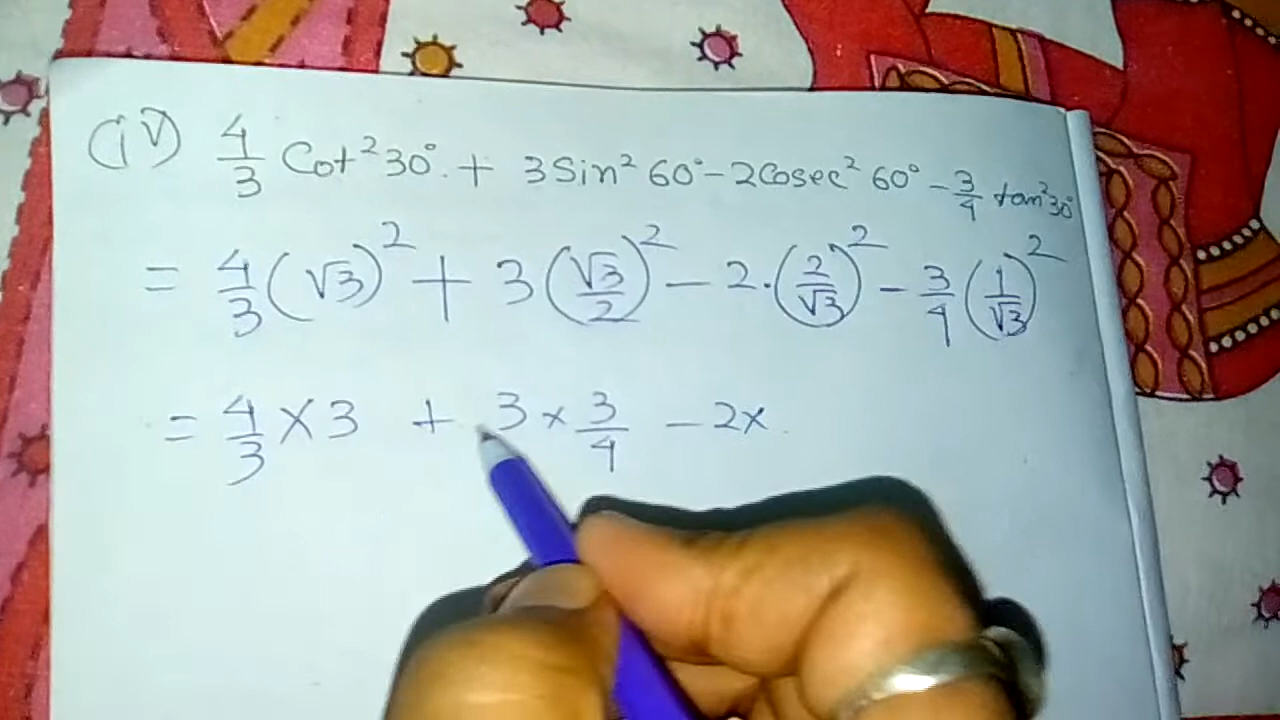 (iv) 4/3 Cot²30° + 3Sin²60° - 2Cosec²60° - 3/4 tan²30°
= 4/3 (√3)² + 3 (√3/2)² - 2.(2/√3)² - 3/4 (1/√3)²
= 4/3 × 3 + 3 × 3/4 - 2×